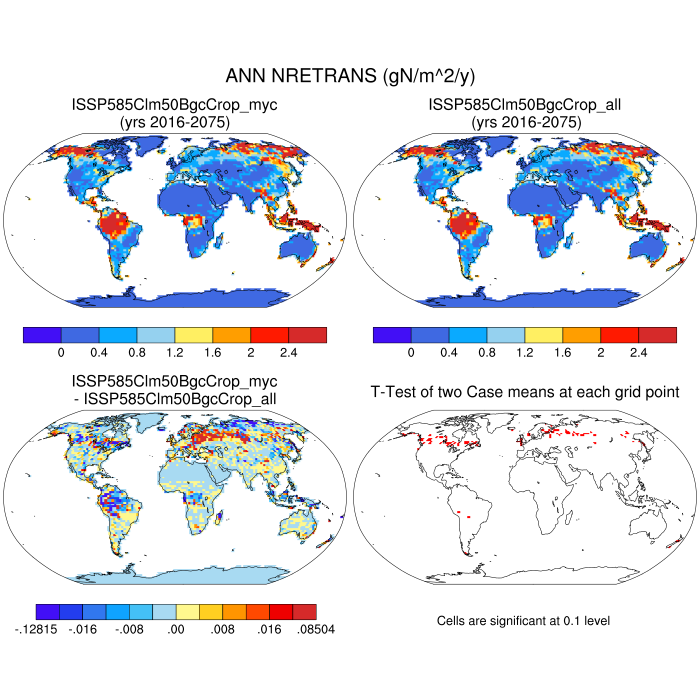 ANN NRETRANS (gN/m^2/y)
ISSP585Clm50BgcCrop_myc
(yrs 2016-2075)
ISSP585Clm50BgcCrop_all
(yrs 2016-2075)
0 0.4 0.8 1.2 1.6 2 2.4
0 0.4 0.8 1.2 1.6 2 2.4
ISSP585Clm50BgcCrop_myc
- ISSP585Clm50BgcCrop_all
T-Test of two Case means at each grid point
-.12815 -.016 -.008 .00 .008 .016 .08504
Cells are significant at 0.1 level